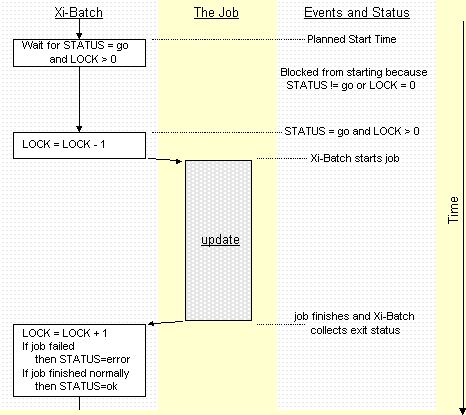 Xi-Batch
The Job
Events and Status
Wait for STATUS = go
and LOCK > 0
Planned Start Time
Blocked from starting because
STATUS != go or LOCK = 0
STATUS = go and LOCK > 0
LOCK = LOCK - 1
Xi-Batch starts job
Time
update
job finishes and Xi-Batch
collects exit status
LOCK = LOCK + 1
If job failed
then STATUS=error
If job finished normally
then STATUS=ok